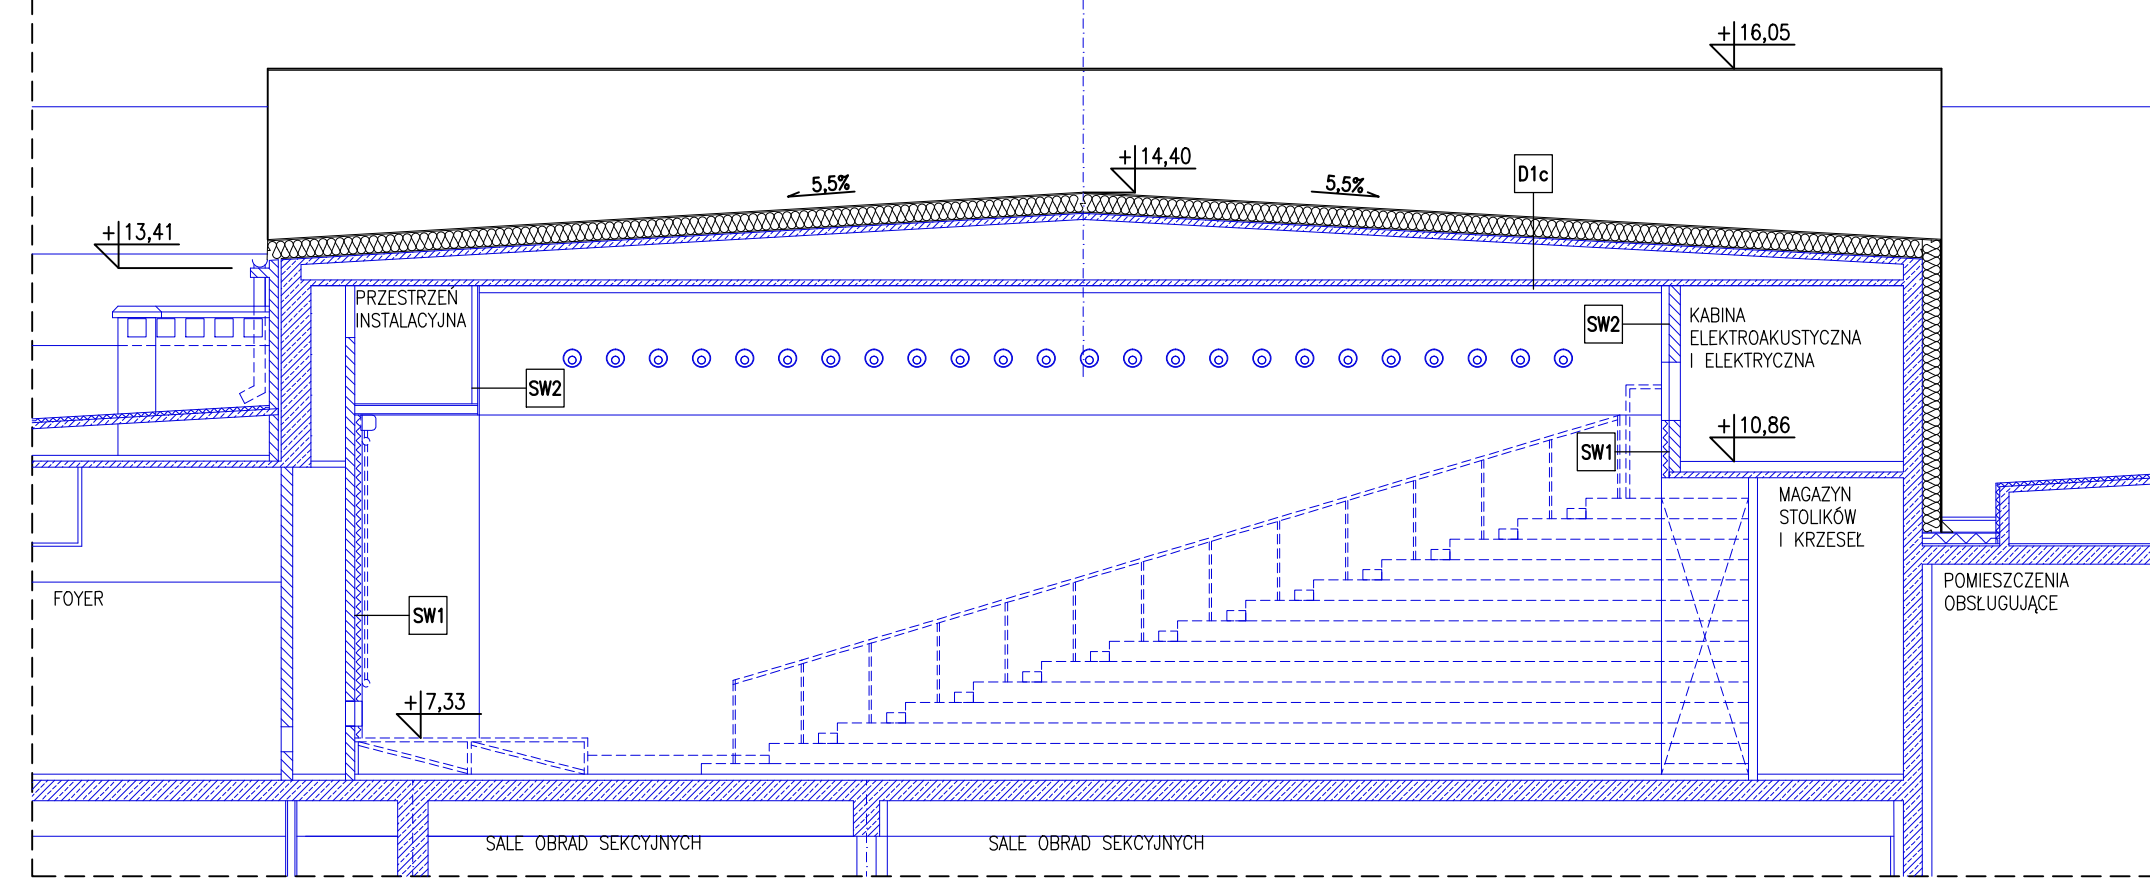 +16,05
+14,40
5,5%
5,5%
D1c
+13,41
PRZESTRZEŃ
INSTALACYJNA
SW2
SW2
KABINA
ELEKTROAKUSTYCZNA
I ELEKTRYCZNA
+10,86
SW1
MAGAZYN
STOLIKÓW
I KRZESEŁ
FOYER
SW1
POMIESZCZENIA
OBSŁUGUJĄCE
+7,33
SALE OBRAD SEKCYJNYCH
SALE OBRAD SEKCYJNYCH